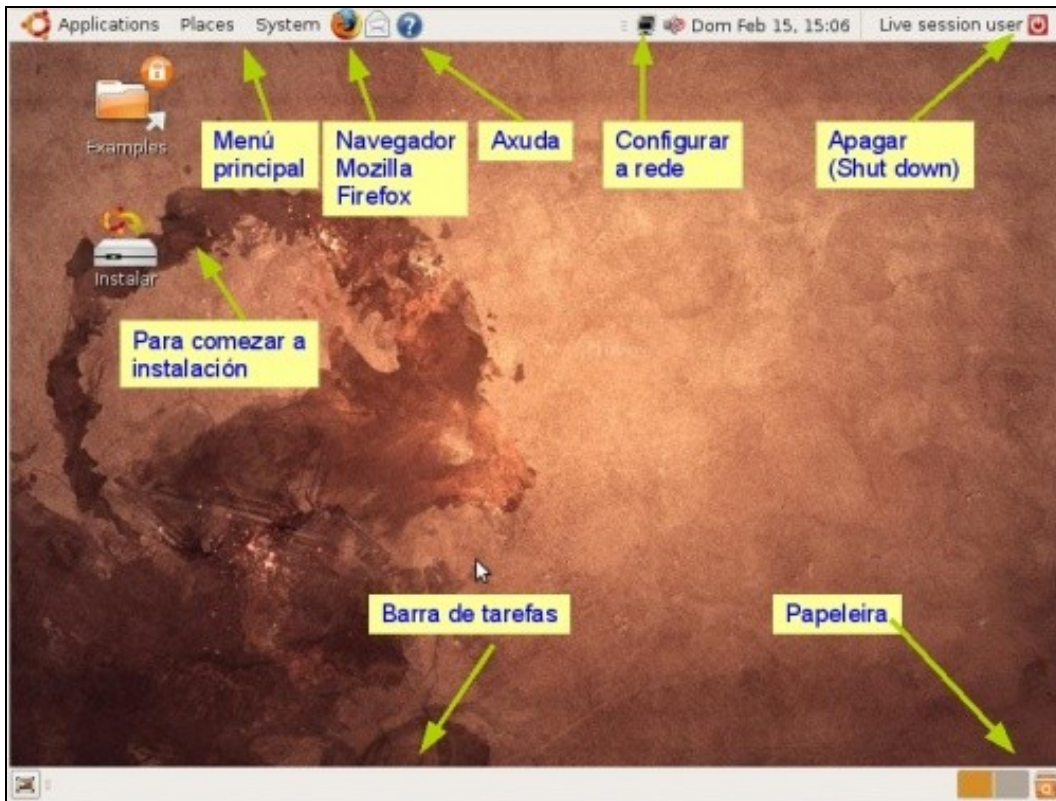 Applications Places System Dom Feb 15, 15:06 Live session user
Examples
Menú
principal
Navegador
Mozilla
Firefox
Axuda
Configurar
a rede
Apagar
(Shut down)
Instalar
Para comezar a
instalación
Barra de tarefas
Papeleira